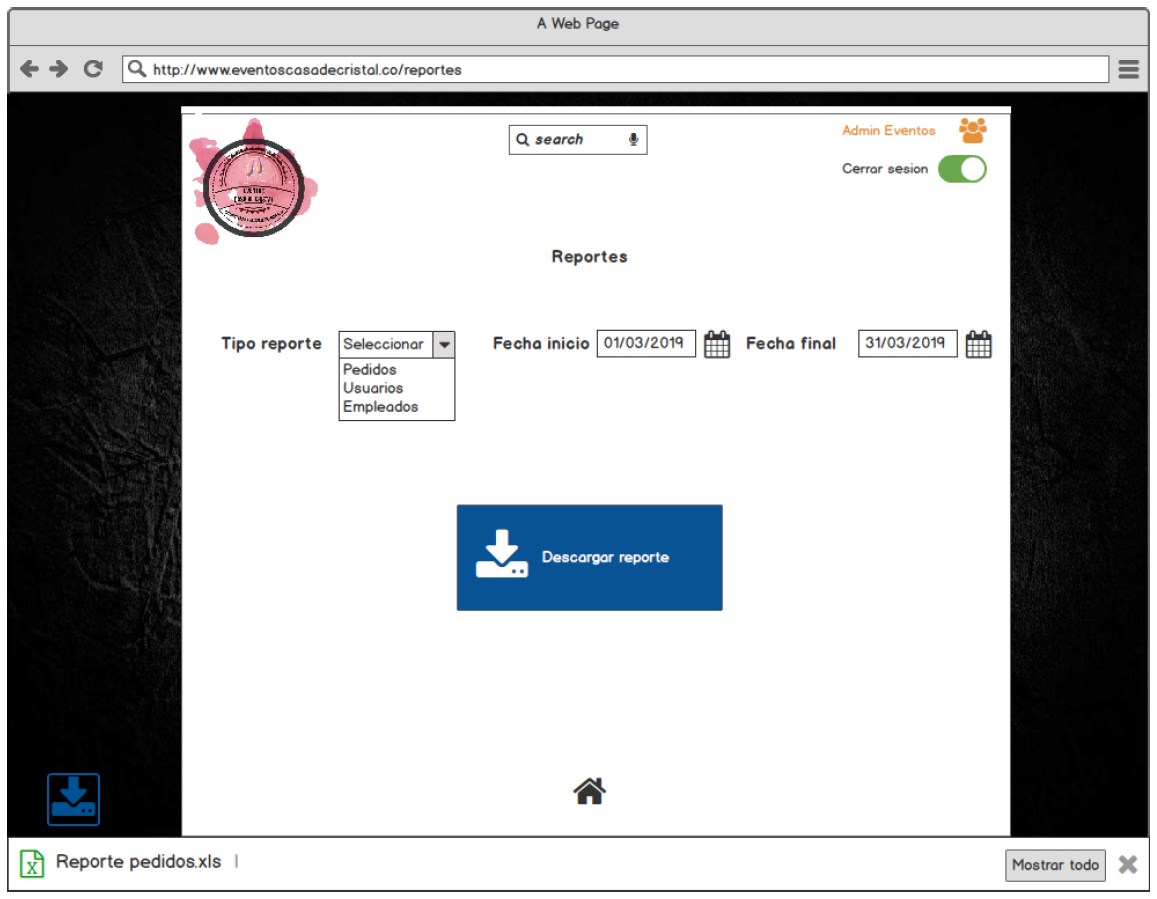 A Web Page
http://www.eventoscasadecristal.co/reportes
search
Admin Eventos
Cerrar sesion
Reportes
Tipo reporte Seleccionar Fecha inicio 01/03/2019 Fecha final 31/03/2019
Pedidos
Usuarios
Empleados
Descargar reporte
Reporte pedidos.xls
Mostrar todo